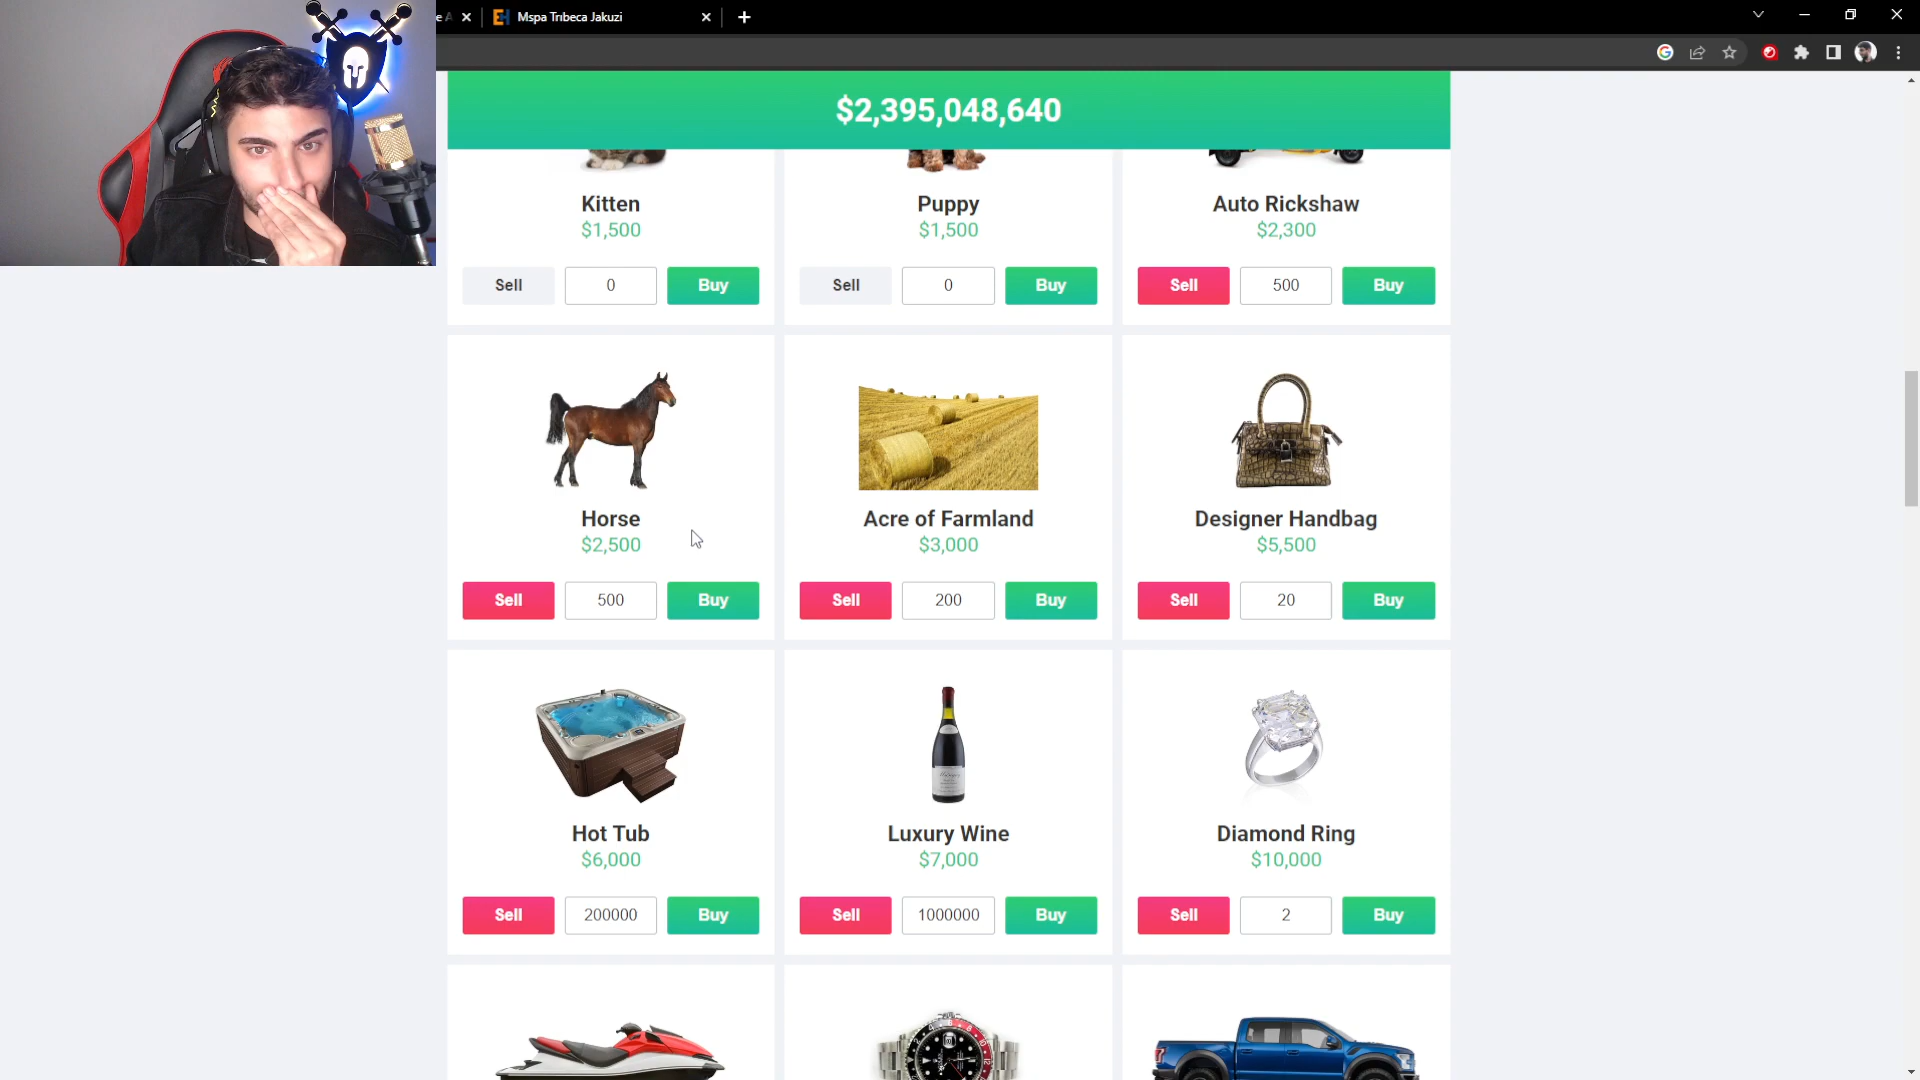 e A
Mspa Tribeca Jakuzi
$2,395,048,640
Kitten
$1,500
Sell 0 Buy
Puppy
$1,500
Sell 0 Buy
Auto Rickshaw
$2,300
Sell 500 Buy
Horse
$2,500
Sell 500 Buy
Acre of Farmland
$3,000
Sell 200 Buy
Designer Handbag
$5,500
Sell 20 Buy
Hot Tub
$6,000
Sell 200000 Buy
Luxury Wine
$7,000
Sell 1000000 Buy
Diamond Ring
$10,000
Sell 2 Buy